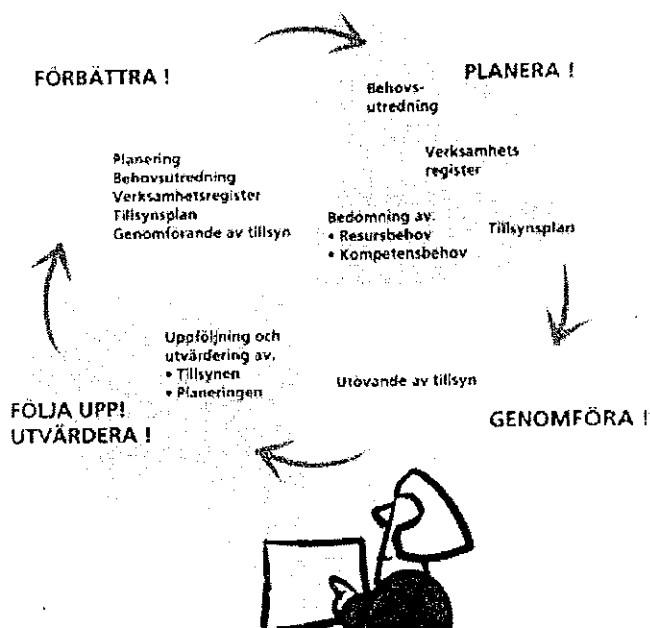 FÖRBÄTTRA !
PLANERA !
Behovs-
utredning
Verksamhets
register
Planering
Behovsutredning
Verksamhetsregister
Tillsynsplan
Genomförande av tillsyn
Bedömning av.
• Resursbehov
• Kompetensbehov
Tillsynsplan
Uppföljning och
utvärdering av.
• Tillsynen
• Planeringen
Utövande av tillsyn
FÖLJA UPP!
UTVÄRDERA !
GENOMFÖRA !